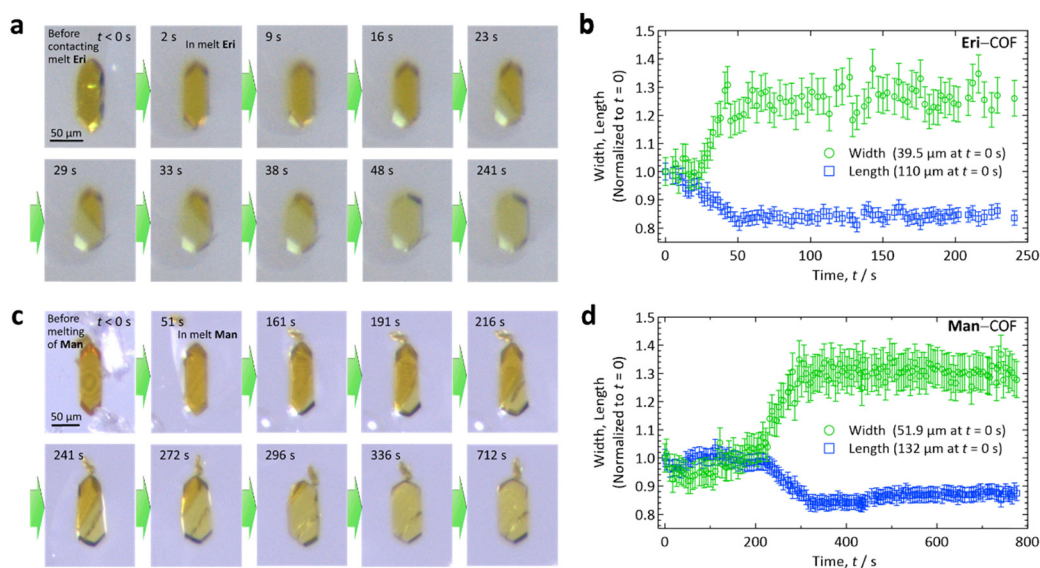 a
Before contacting melt Eri
t < 0 s
50 µm
2 s
In melt Eri
9 s
16 s
23 s
29 s
33 s
38 s
48 s
241 s
b
Eri–COF
Width, Length
(Normalized to t = 0)
1.5
1.4
1.3
1.2
1.1
1.0
0.9
0.8
Width (39.5 µm at t = 0 s)
Length (110 µm at t = 0 s)
0
50
100
150
200
250
Time, t / s
c
Before melting of Man
t < 0 s
50 µm
51 s
In melt Man
161 s
191 s
216 s
241 s
272 s
296 s
336 s
712 s
d
Man–COF
Width, Length
(Normalized to t = 0)
1.5
1.4
1.3
1.2
1.1
1.0
0.9
0.8
Width (51.9 µm at t = 0 s)
Length (132 µm at t = 0 s)
0
200
400
600
800
Time, t / s